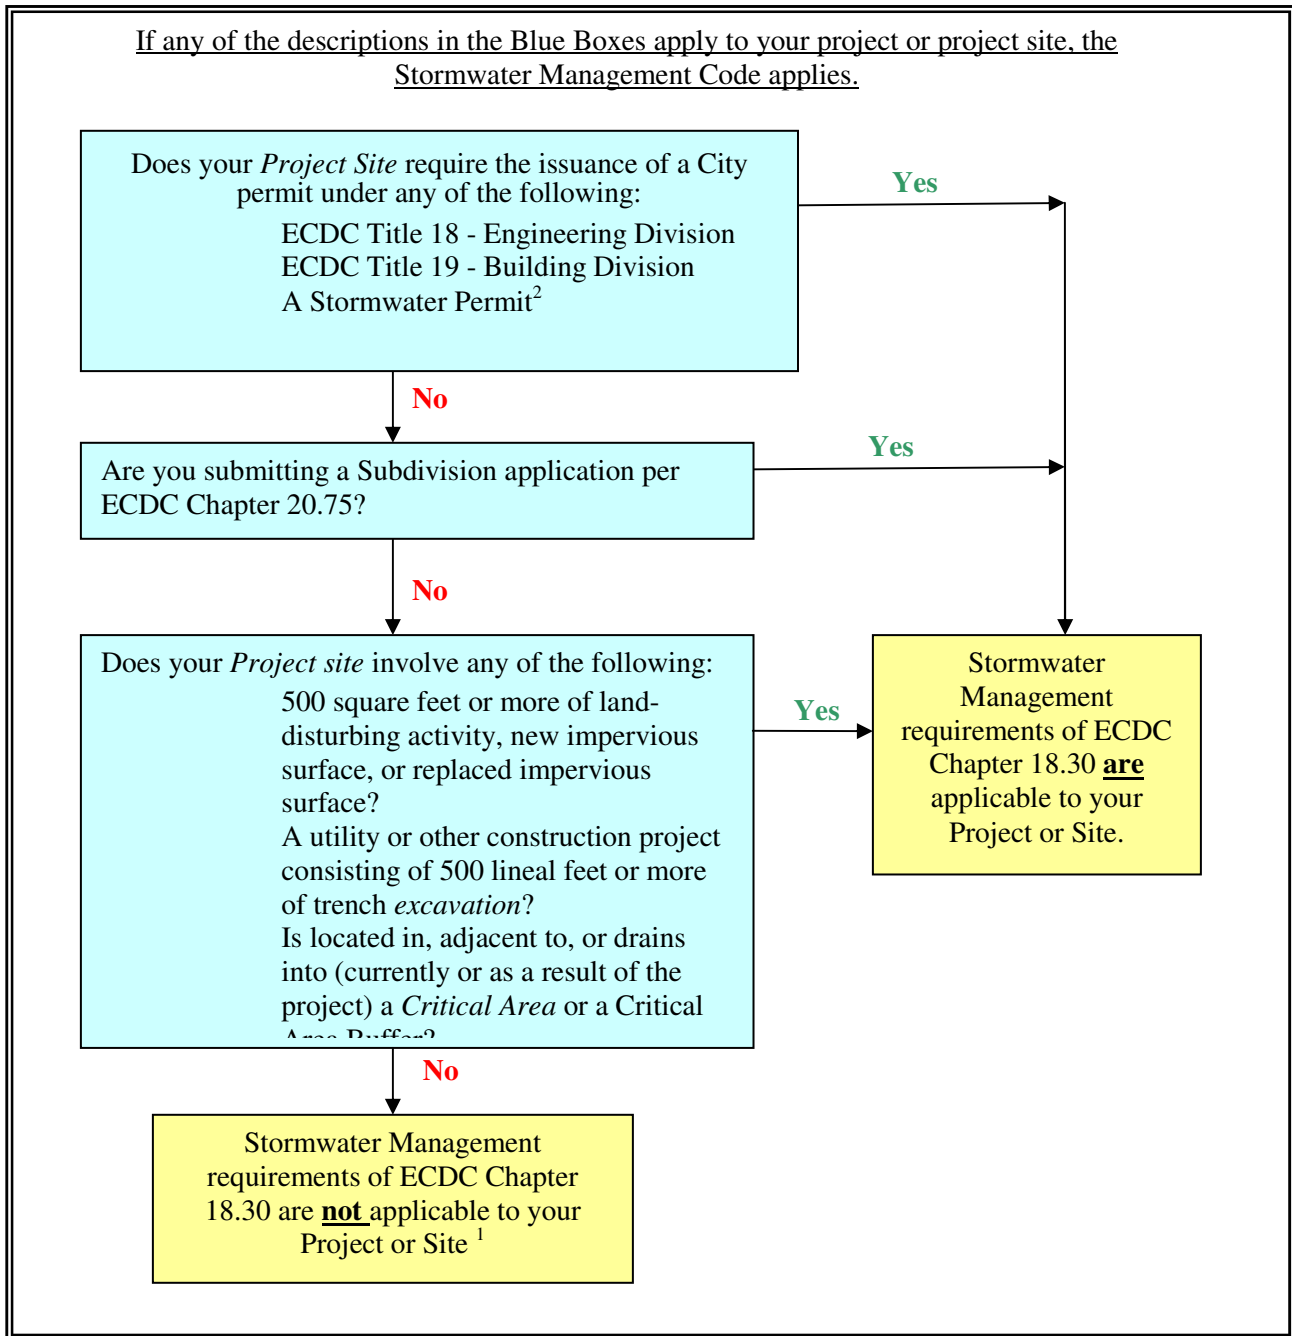 If any of the descriptions in the Blue Boxes apply to your project or project site, the
Stormwater Management Code applies.
Does your Project Site require the issuance of a City
permit under any of the following:
ECDC Title 18 - Engineering Division
ECDC Title 19 - Building Division
A Stormwater Permit2
Yes
No
Are you submitting a Subdivision application per
ECDC Chapter 20.75?
Yes
No
Does your Project site involve any of the following:
500 square feet or more of land-
disturbing activity, new impervious
surface, or replaced impervious
surface?
A utility or other construction project
consisting of 500 lineal feet or more
of trench excavation?
Is located in, adjacent to, or drains
into (currently or as a result of the
project) a Critical Area or a Critical
Area Buffer?
Yes
Stormwater
Management
requirements of ECDC
Chapter 18.30 are
applicable to your
Project or Site.
No
Stormwater Management
requirements of ECDC Chapter
18.30 are not applicable to your
Project or Site 1